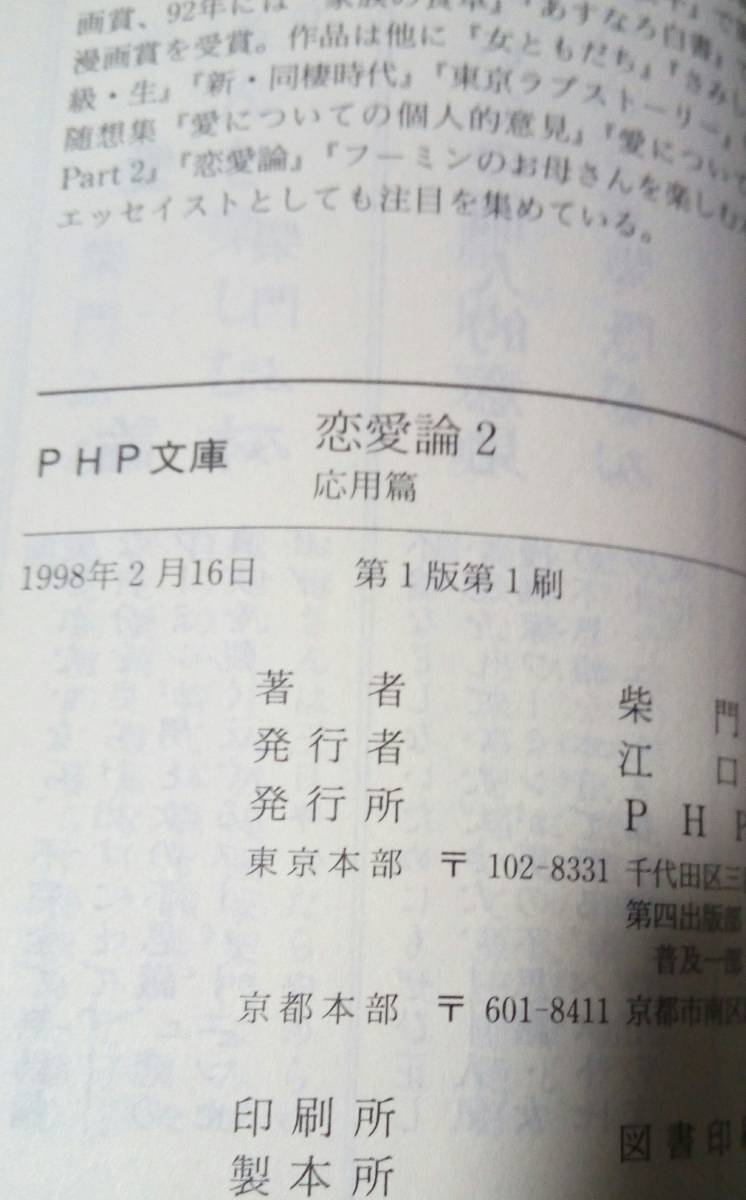 画賞、92年には『家族の食卓』『あすなろ白書』で
漫画賞を受賞。作品は他に『女ともだち』『きみし
級・生』『新・同棲時代』『東京ラブストーリー』
随想集『愛についての個人的意見』『愛について
Part 2』『恋愛論』『フーミンのお母さんを楽しむ
エッセイストとしても注目を集めている。
PHP文庫 恋愛論2
応用篇
1998年2月16日 第1版第1刷
著者 柴門
発行者 江口
発行所 PHP
東京本部 〒102-8331 千代田区三
第四出版部
普及一部
京都本部 〒601-8411 京都市南区
印刷所 図書印
製本所